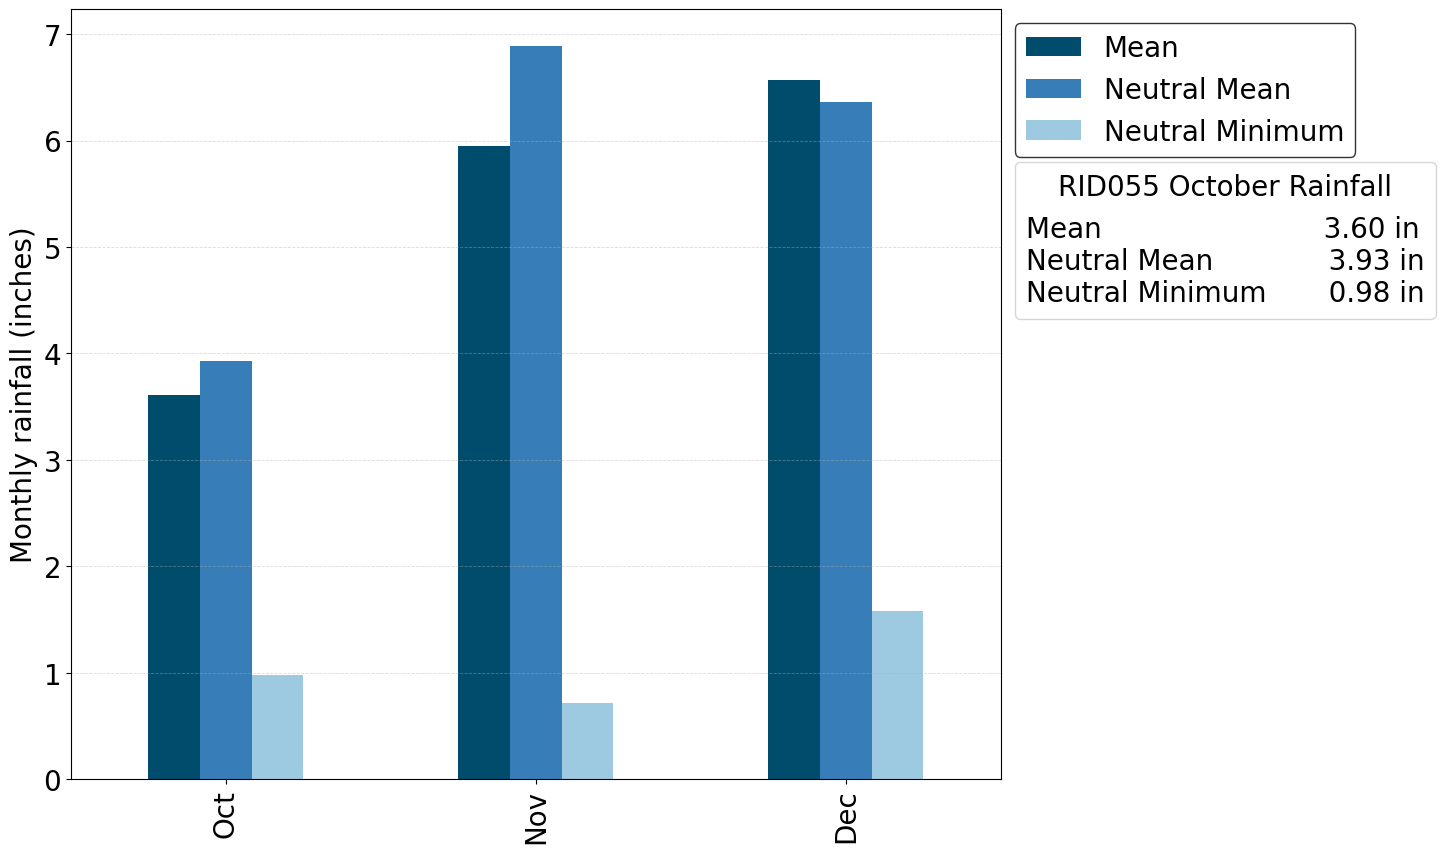 Monthly rainfall (inches)
7
6
5
4
3
2
1
0
Oct
Nov
Dec
Mean
Neutral Mean
Neutral Minimum
RID055 October Rainfall
Mean 3.60 in
Neutral Mean 3.93 in
Neutral Minimum 0.98 in